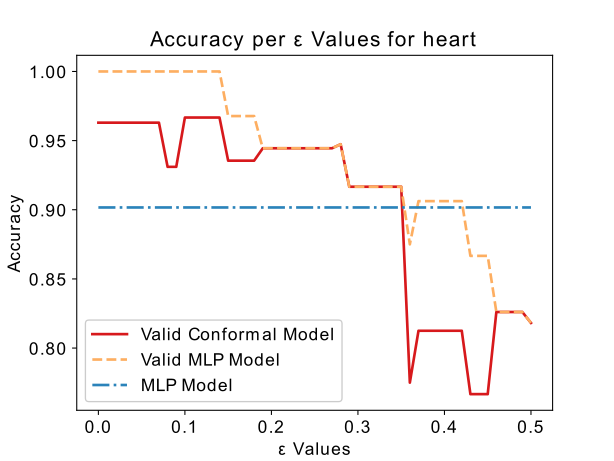 Accuracy per ε Values for heart
1.00
0.95
0.90
0.85
0.80
Accuracy
Valid Conformal Model
Valid MLP Model
MLP Model
0.0 0.1 0.2 0.3 0.4 0.5
ε Values